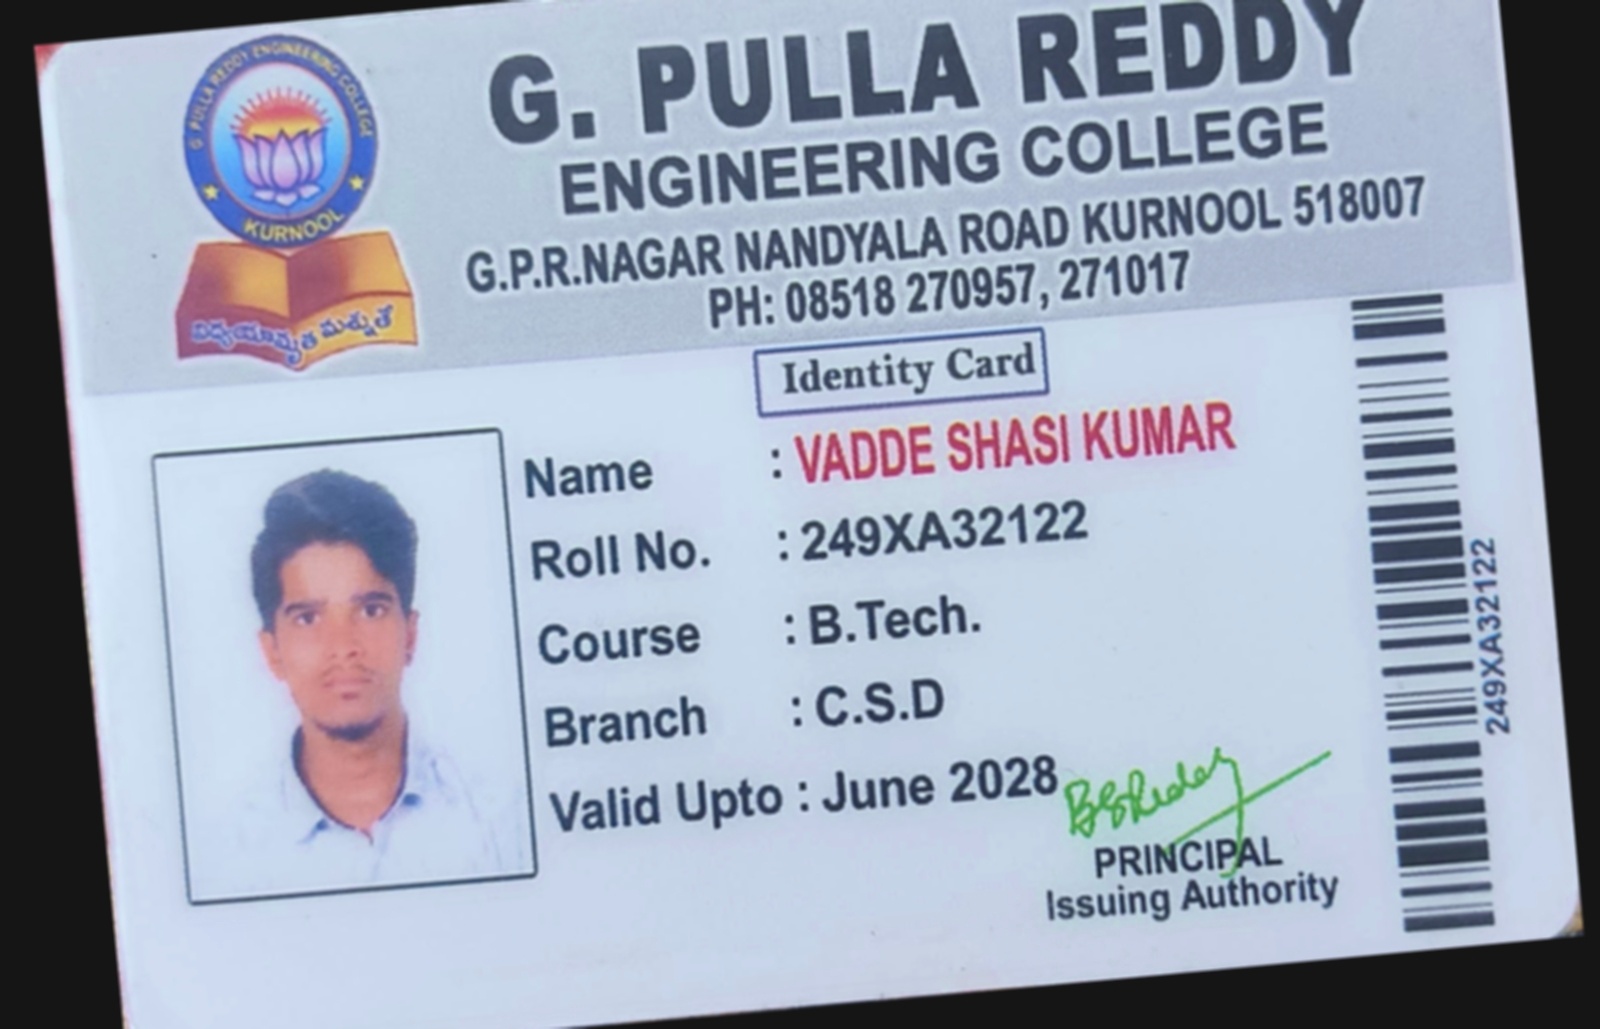 G. PULLA REDDY ENGINEERING COLLEGE
KURNOOL
విద్యయామృత మశ్నుతే
G. PULLA REDDY
ENGINEERING COLLEGE
G.P.R.NAGAR NANDYALA ROAD KURNOOL 518007
PH: 08518 270957, 271017
Identity Card
Name : VADDE SHASI KUMAR
Roll No. : 249XA32122
Course : B.Tech.
Branch : C.S.D
Valid Upto : June 2028
BSReddy
PRINCIPAL
Issuing Authority
249XA32122